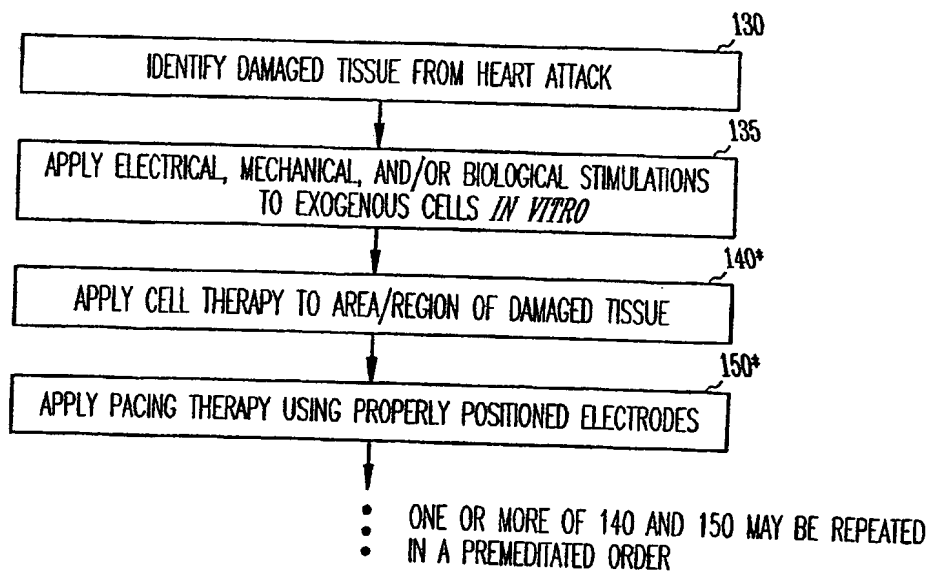 130
IDENTIFY DAMAGED TISSUE FROM HEART ATTACK
135
APPLY ELECTRICAL, MECHANICAL, AND/OR BIOLOGICAL STIMULATIONS
TO EXOGENOUS CELLS IN VITRO
140*
APPLY CELL THERAPY TO AREA/REGION OF DAMAGED TISSUE
150*
APPLY PACING THERAPY USING PROPERLY POSITIONED ELECTRODES
ONE OR MORE OF 140 AND 150 MAY BE REPEATED
IN A PREMEDITATED ORDER